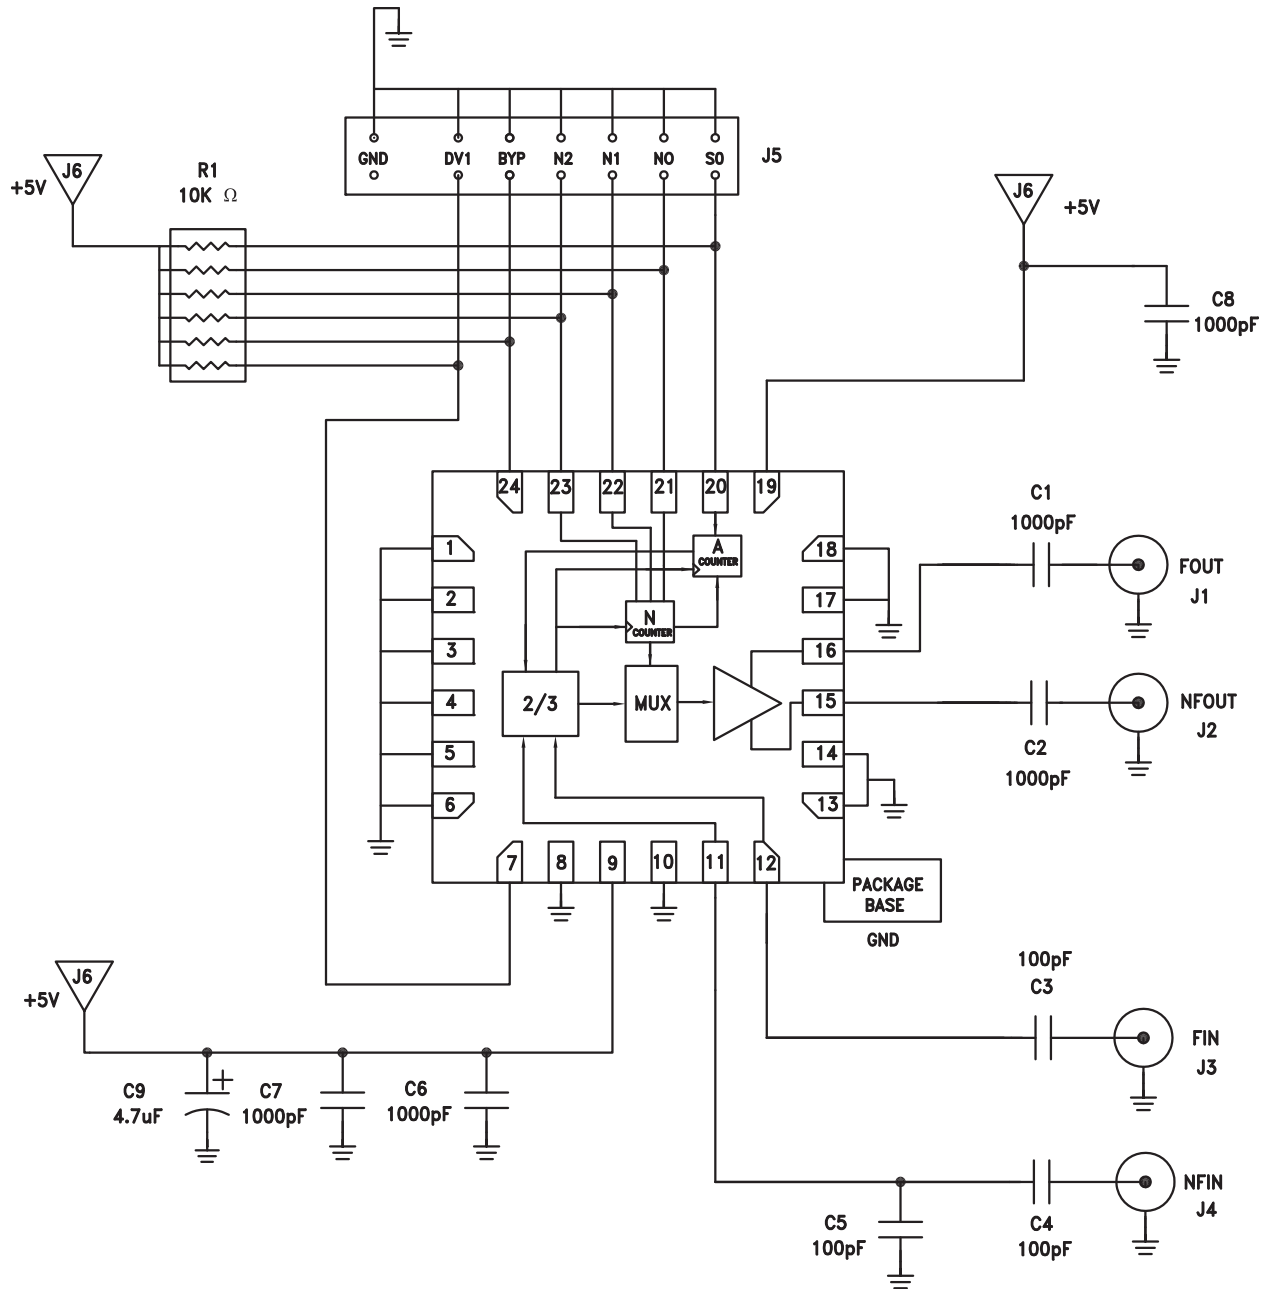 GND DV1 BYP N2 N1 N0 S0
J5
J6
+5V
R1
10K Ω
J6
+5V
C8
1000pF
24 23 22 21 20 19
1
2
3
4
5
6
18
17
16
15
14
13
7 8 9 10 11 12
A
COUNTER
N
COUNTER
2/3
MUX
C1
1000pF
FOUT
J1
NFOUT
J2
C2
1000pF
PACKAGE
BASE
GND
J6
+5V
C9
4.7uF
+
C7
1000pF
C6
1000pF
100pF
C3
FIN
J3
NFIN
J4
C5
100pF
C4
100pF